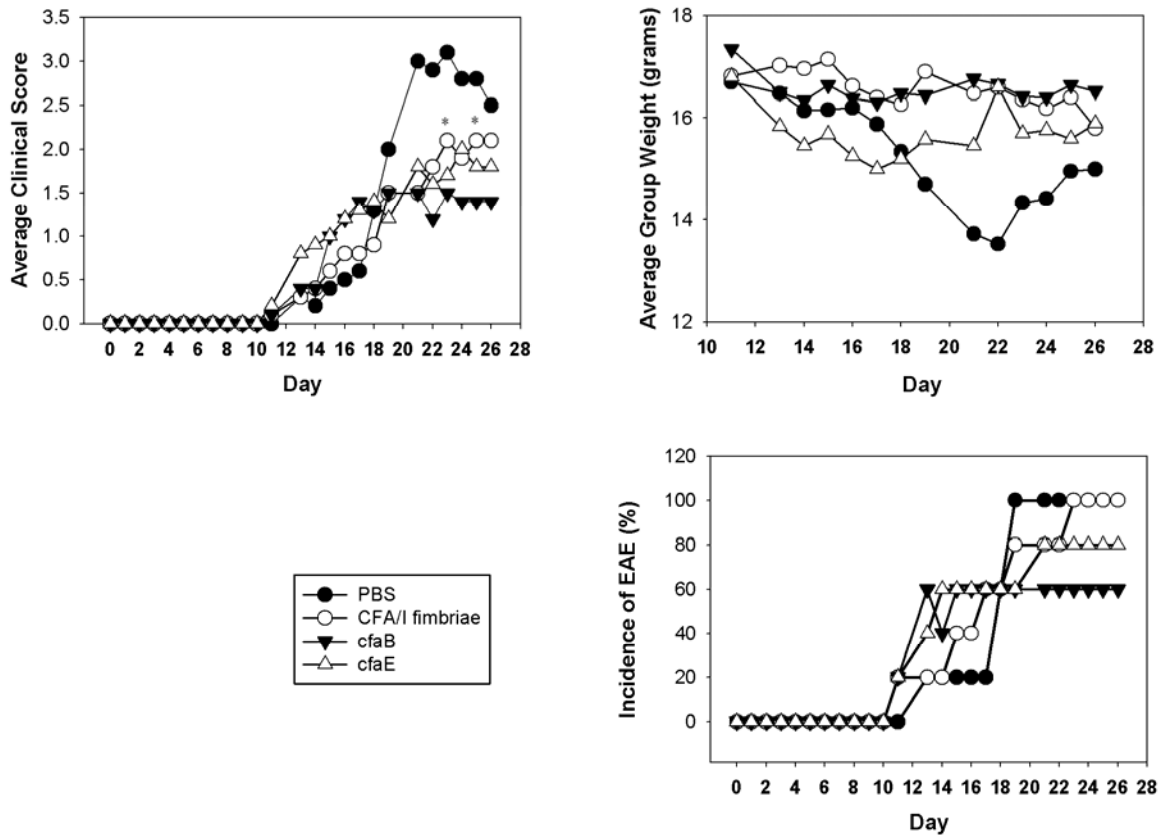 Average Clinical Score
3.5
3.0
2.5
2.0
1.5
1.0
0.5
0.0
* *
0 2 4 6 8 10 12 14 16 18 20 22 24 26 28
Day
Average Group Weight (grams)
18
16
14
12
10 12 14 16 18 20 22 24 26 28
Day
PBS
CFA/I fimbriae
cfaB
cfaE
Incidence of EAE (%)
120
100
80
60
40
20
0
0 2 4 6 8 10 12 14 16 18 20 22 24 26 28
Day